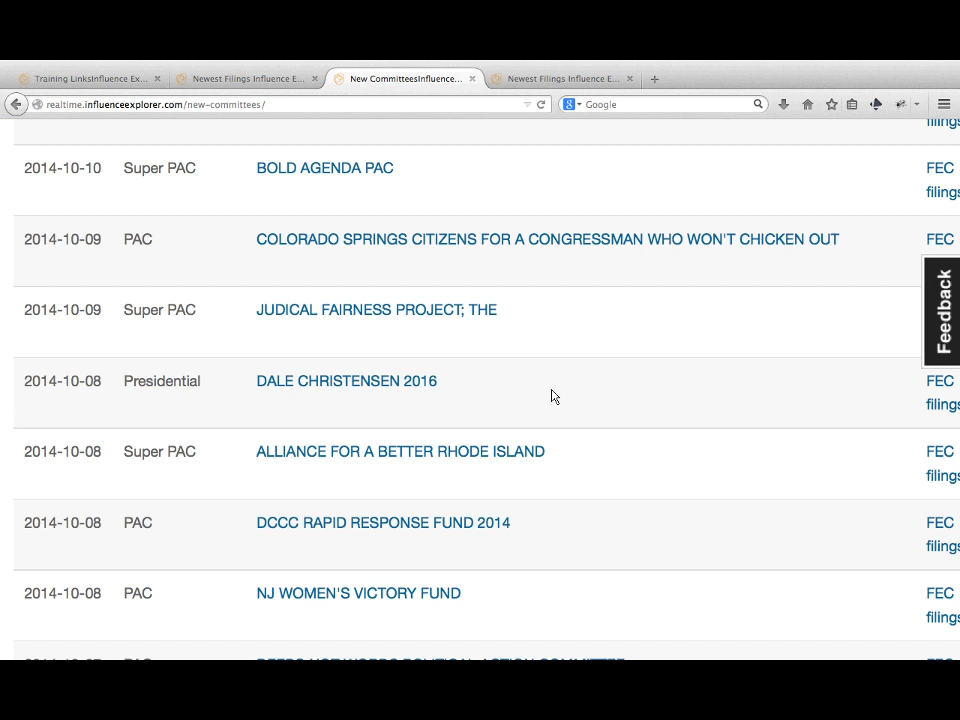 Training LinksInfluence Ex... Newest Filings Influence E... New CommitteesInfluence... Newest Filings Influence E...
realtime.influenceexplorer.com/new-committees/ Google
filings
2014-10-10 Super PAC BOLD AGENDA PAC FEC
filings
2014-10-09 PAC COLORADO SPRINGS CITIZENS FOR A CONGRESSMAN WHO WON'T CHICKEN OUT FEC
Feedback
2014-10-09 Super PAC JUDICAL FAIRNESS PROJECT; THE
2014-10-08 Presidential DALE CHRISTENSEN 2016 FEC
filings
2014-10-08 Super PAC ALLIANCE FOR A BETTER RHODE ISLAND FEC
filings
2014-10-08 PAC DCCC RAPID RESPONSE FUND 2014 FEC
filings
2014-10-08 PAC NJ WOMEN'S VICTORY FUND FEC
filings